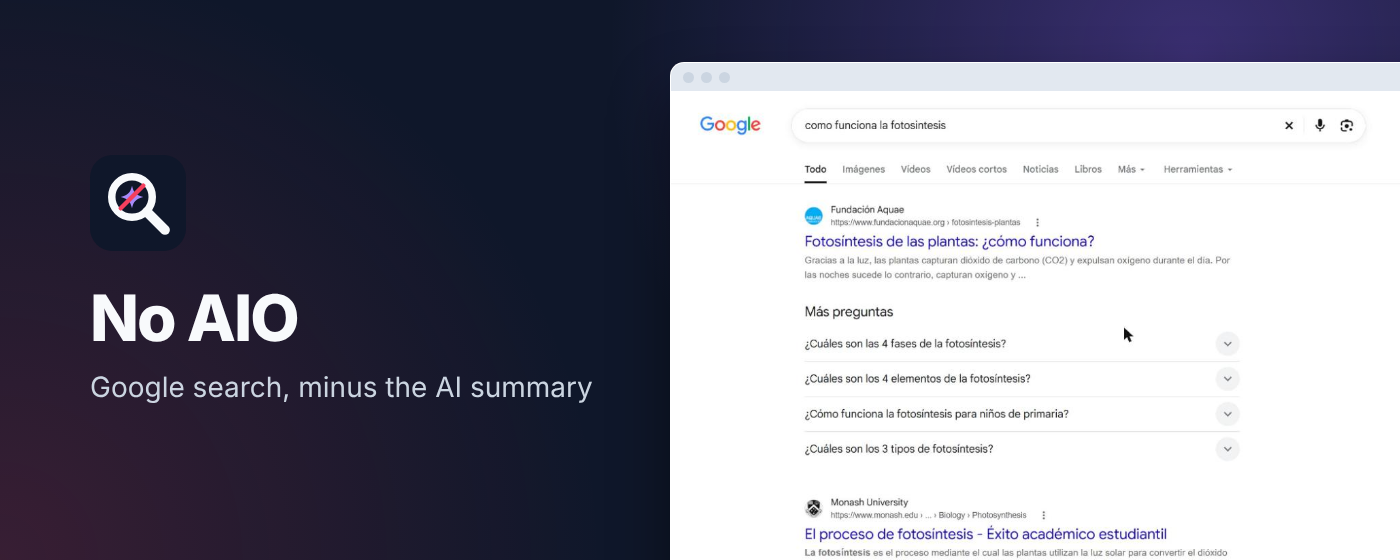 No AIO
Google search, minus the AI summary
Google
como funciona la fotosintesis
Todo Imágenes Vídeos Vídeos cortos Noticias Libros Más Herramientas
Fundación Aquae
https://www.fundacionaquae.org › fotosintesis-plantas
Fotosíntesis de las plantas: ¿cómo funciona?
Gracias a la luz, las plantas capturan dióxido de carbono (CO2) y expulsan oxígeno durante el día. Por
las noches sucede lo contrario, capturan oxígeno y ...
Más preguntas
¿Cuáles son las 4 fases de la fotosíntesis?
¿Cuáles son los 4 elementos de la fotosíntesis?
¿Cómo funciona la fotosíntesis para niños de primaria?
¿Cuáles son los 3 tipos de fotosíntesis?
Monash University
https://www.monash.edu › ... › Biology › Photosynthesis
El proceso de fotosíntesis - Éxito académico estudiantil
La fotosíntesis es el proceso mediante el cual las plantas utilizan la luz solar para convertir el dióxido